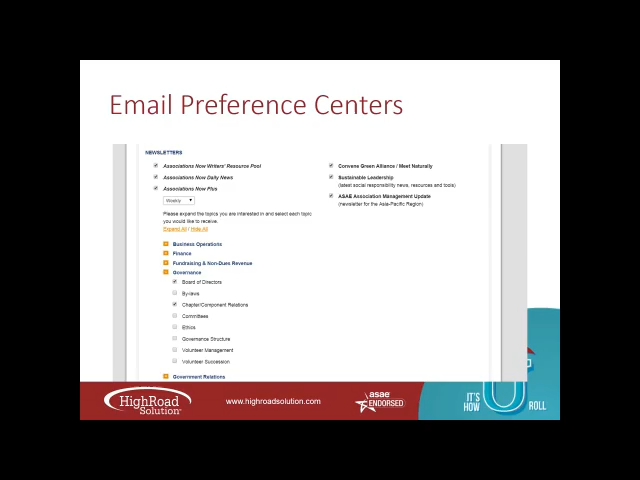 Email Preference Centers
NEWSLETTERS
Associations Now Writers' Resource Pool
Associations Now Daily News
Associations Now Plus
Weekly
Please expand the topics you are interested in and select each topic
you would like to receive.
Expand All / Hide All
Business Operations
Finance
Fundraising & Non-Dues Revenue
Governance
Board of Directors
By-laws
Chapter/Component Relations
Committees
Ethics
Governance Structure
Volunteer Management
Volunteer Succession
Government Relations
Convene Green Alliance / Meet Naturally
Sustainable Leadership
(latest social responsibility news, resources and tools)
ASAE Association Management Update
(newsletter for the Asia-Pacific Region)
HighRoad
Solution
www.highroadsolution.com
asae
ENDORSED
IT'S
HOW
U
ROLL